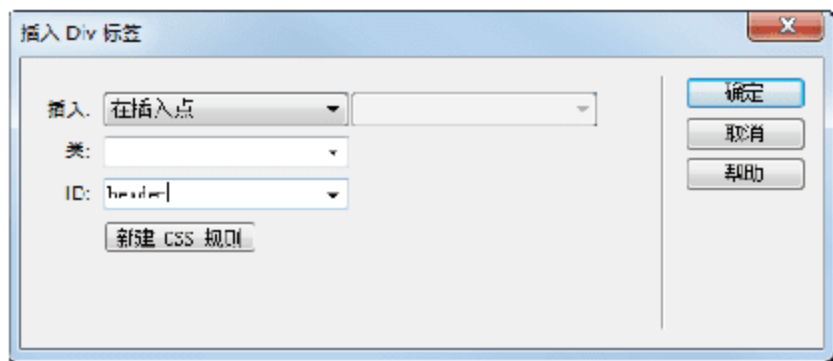 插入 Div 标签
插入: 在插入点
类:
ID: header
新建 CSS 规则
确定
取消
帮助